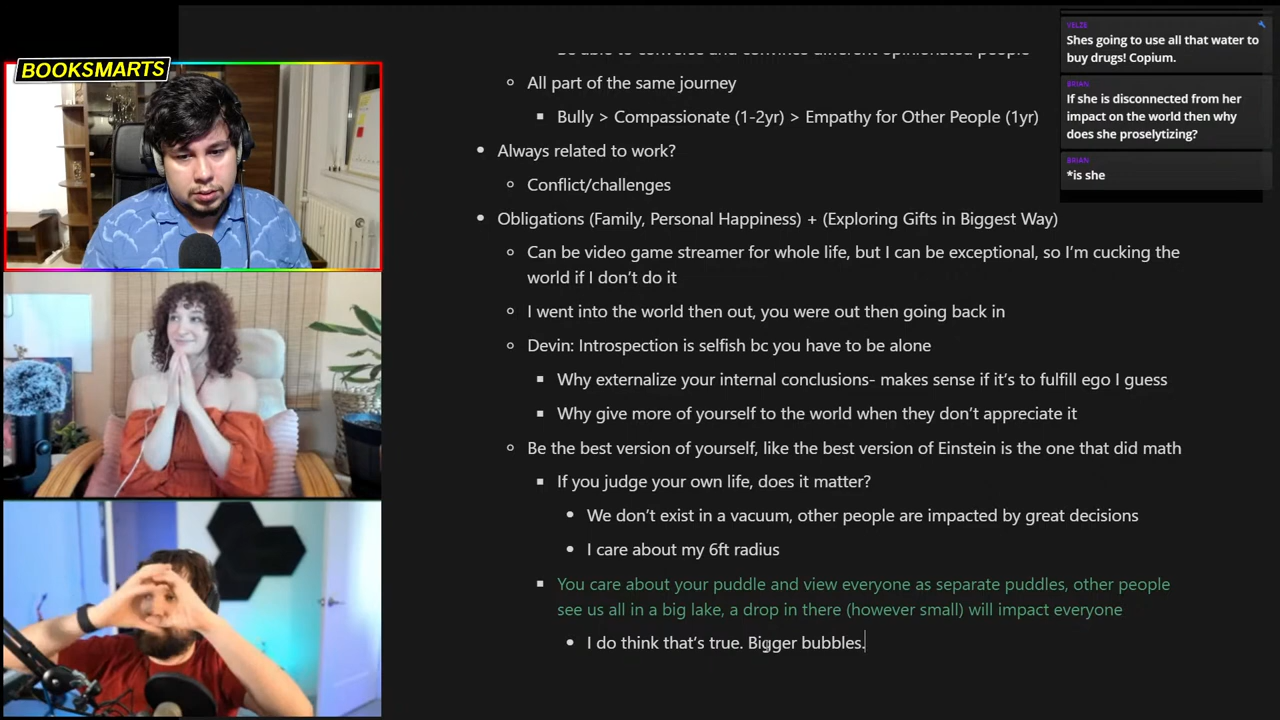 BOOKSMARTS
All part of the same journey
Bully > Compassionate (1-2yr) > Empathy for Other People (1yr)
Always related to work?
Conflict/challenges
Obligations (Family, Personal Happiness) + (Exploring Gifts in Biggest Way)
Can be video game streamer for whole life, but I can be exceptional, so I'm cucking the
world if I don't do it
I went into the world then out, you were out then going back in
Devin: Introspection is selfish bc you have to be alone
Why externalize your internal conclusions- makes sense if it's to fulfill ego I guess
Why give more of yourself to the world when they don't appreciate it
Be the best version of yourself, like the best version of Einstein is the one that did math
If you judge your own life, does it matter?
We don't exist in a vacuum, other people are impacted by great decisions
I care about my 6ft radius
You care about your puddle and view everyone as separate puddles, other people
see us all in a big lake, a drop in there (however small) will impact everyone
I do think that's true. Bigger bubbles.
Shes going to use all that water to
buy drugs! Copium.
BRIAN
If she is disconnected from her
impact on the world then why
does she proselytizing?
BRIAN
*is she